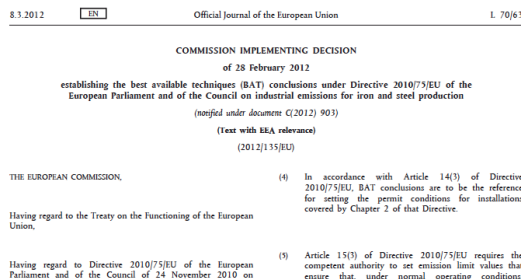 8.3.2012 EN Official Journal of the European Union L 70/63
COMMISSION IMPLEMENTING DECISION
of 28 February 2012
establishing the best available techniques (BAT) conclusions under Directive 2010/75/EU of the
European Parliament and of the Council on industrial emissions for iron and steel production
(notified under document C(2012) 903)
(Text with EEA relevance)
(2012/135/EU)
THE EUROPEAN COMMISSION,
Having regard to the Treaty on the Functioning of the European
Union,
Having regard to Directive 2010/75/EU of the European
Parliament and of the Council of 24 November 2010 on
(4) In accordance with Article 14(3) of Directive
2010/75/EU, BAT conclusions are to be the reference
for setting the permit conditions for installations
covered by Chapter 2 of that Directive.
(5) Article 15(3) of Directive 2010/75/EU requires the
competent authority to set emission limit values that
ensure that, under normal operating conditions,